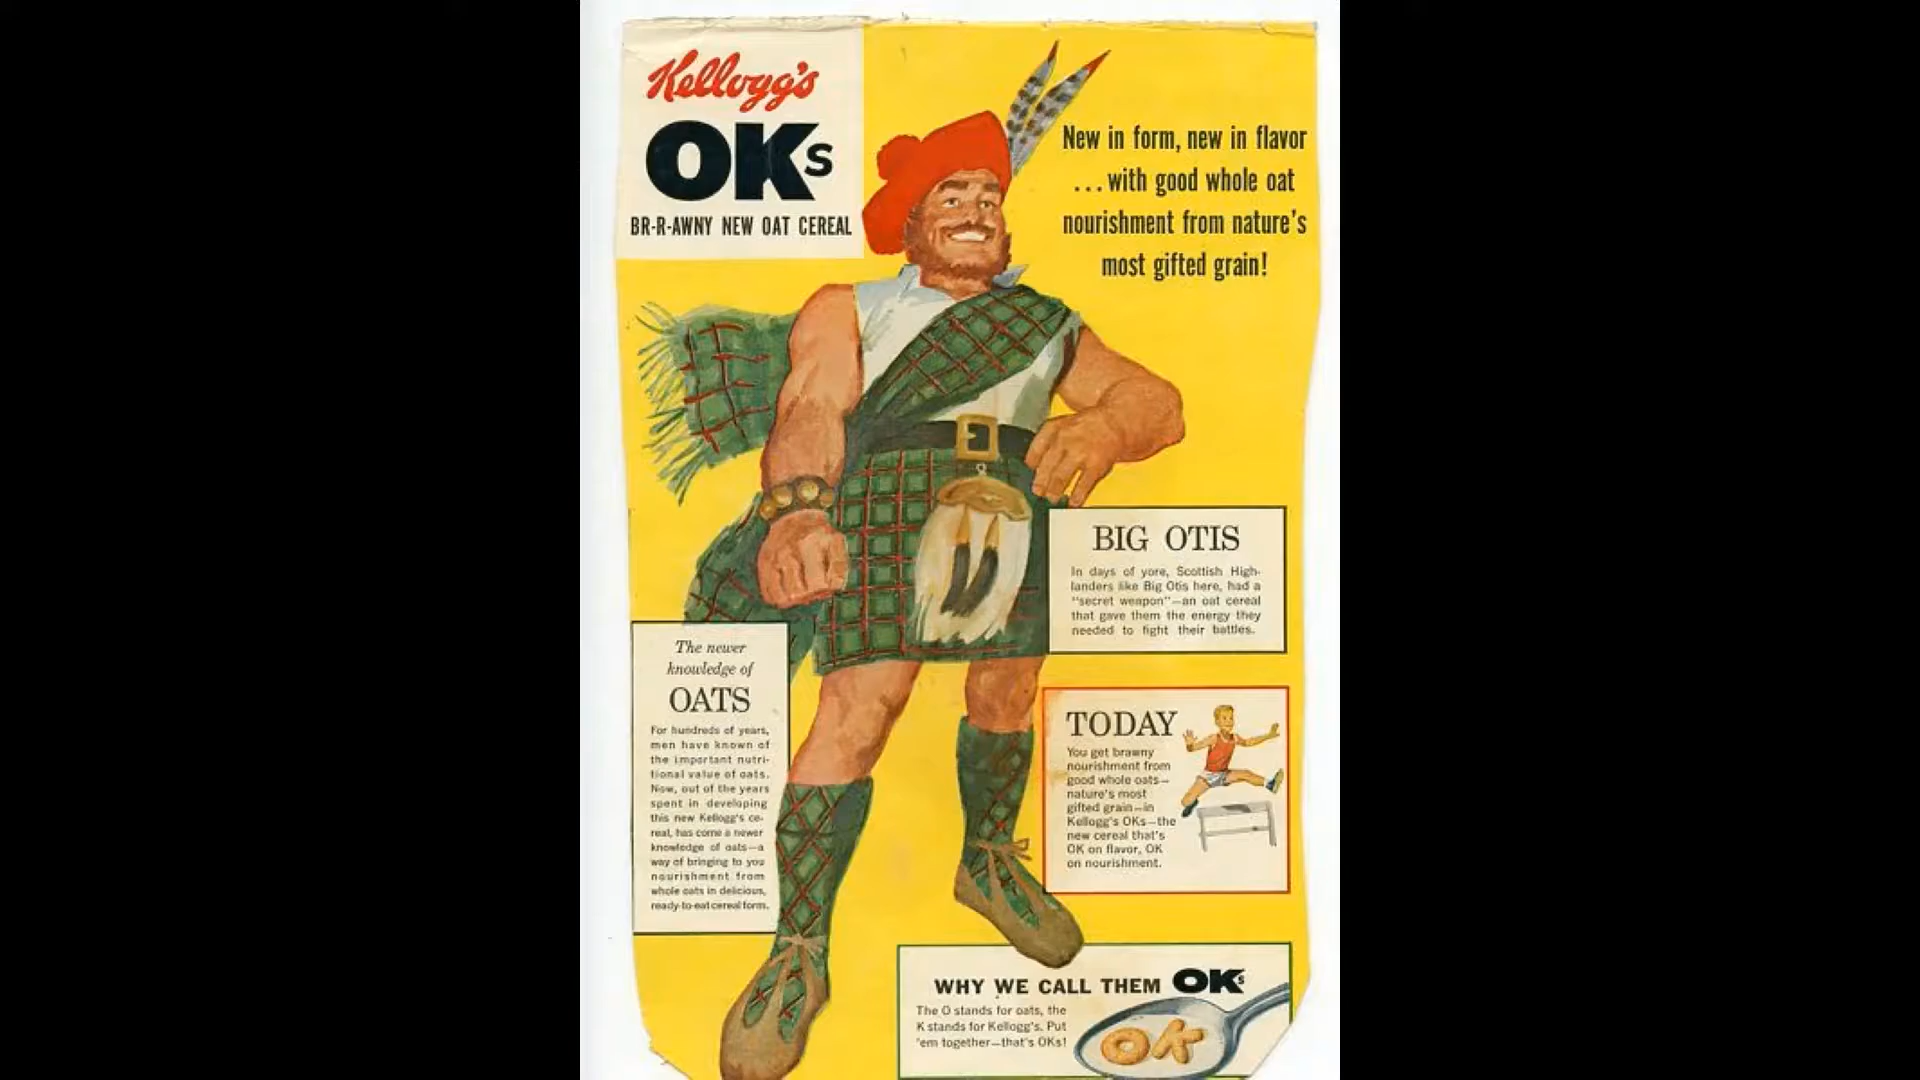 Kellogg's
OKs
BR-R-AWNY NEW OAT CEREAL
New in form, new in flavor
...with good whole oat
nourishment from nature's
most gifted grain!
BIG OTIS
In days of yore, Scottish High-
landers like Big Otis here, had a
"secret weapon"—an oat cereal
that gave them the energy they
needed to fight their battles.
The newer
knowledge of
OATS
For hundreds of years,
men have known of
the important nutri-
tional value of oats.
Now, out of the years
spent in developing
this new Kellogg's ce-
real, has come a newer
knowledge of oats—a
way of bringing to you
nourishment from
whole oats in delicious,
ready-to-eat cereal form.
TODAY
You get brawny
nourishment from
good whole oats—
nature's most
gifted grain—in
Kellogg's OKs—the
new cereal that's
OK on flavor, OK
on nourishment.
WHY WE CALL THEM OKs
The O stands for oats, the
K stands for Kellogg's. Put
'em together—that's OKs!
OK